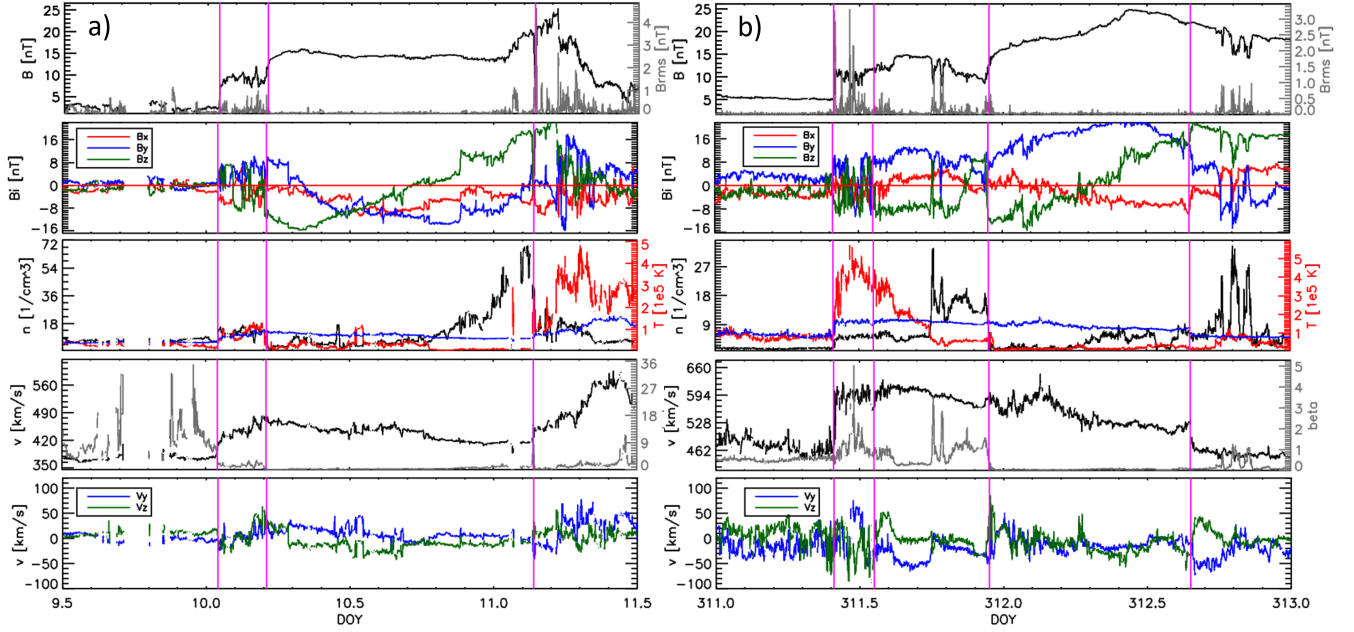 a)
B [nT]
25
20
15
10
5
4
3
2
1
0
Brms [nT]
Bx
By
Bz
Bi [nT]
16
8
0
-8
-16
n [1/cm^3]
72
54
36
18
5
4
3
2
1
T [1e5 K]
v [km/s]
560
490
420
350
36
27
18
9
0
Vy
Vz
v [km/s]
100
50
0
-50
-100
9.5 10.0 10.5 11.0 11.5
DOY
b)
B [nT]
25
20
15
10
5
3.0
2.5
2.0
1.5
1.0
0.5
0.0
Brms [nT]
Bx
By
Bz
Bi [nT]
16
8
0
-8
-16
n [1/cm^3]
27
18
9
5
4
3
2
1
T [1e5 K]
v [km/s]
660
594
528
462
5
4
3
2
1
0
beta
Vy
Vz
v [km/s]
100
50
0
-50
-100
311.0 311.5 312.0 312.5 313.0
DOY